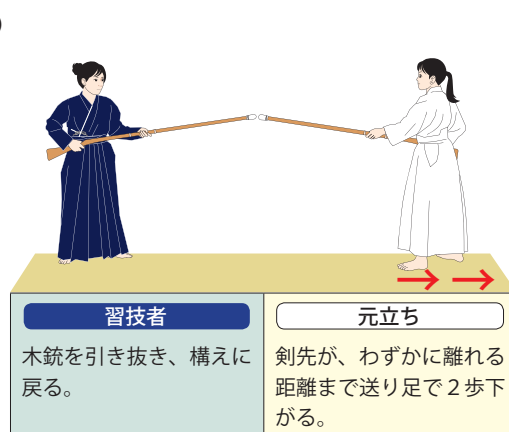 習技者
木銃を引き抜き、構えに
戻る。
元立ち
剣先が、わずかに離れる
距離まで送り足で２歩下
がる。